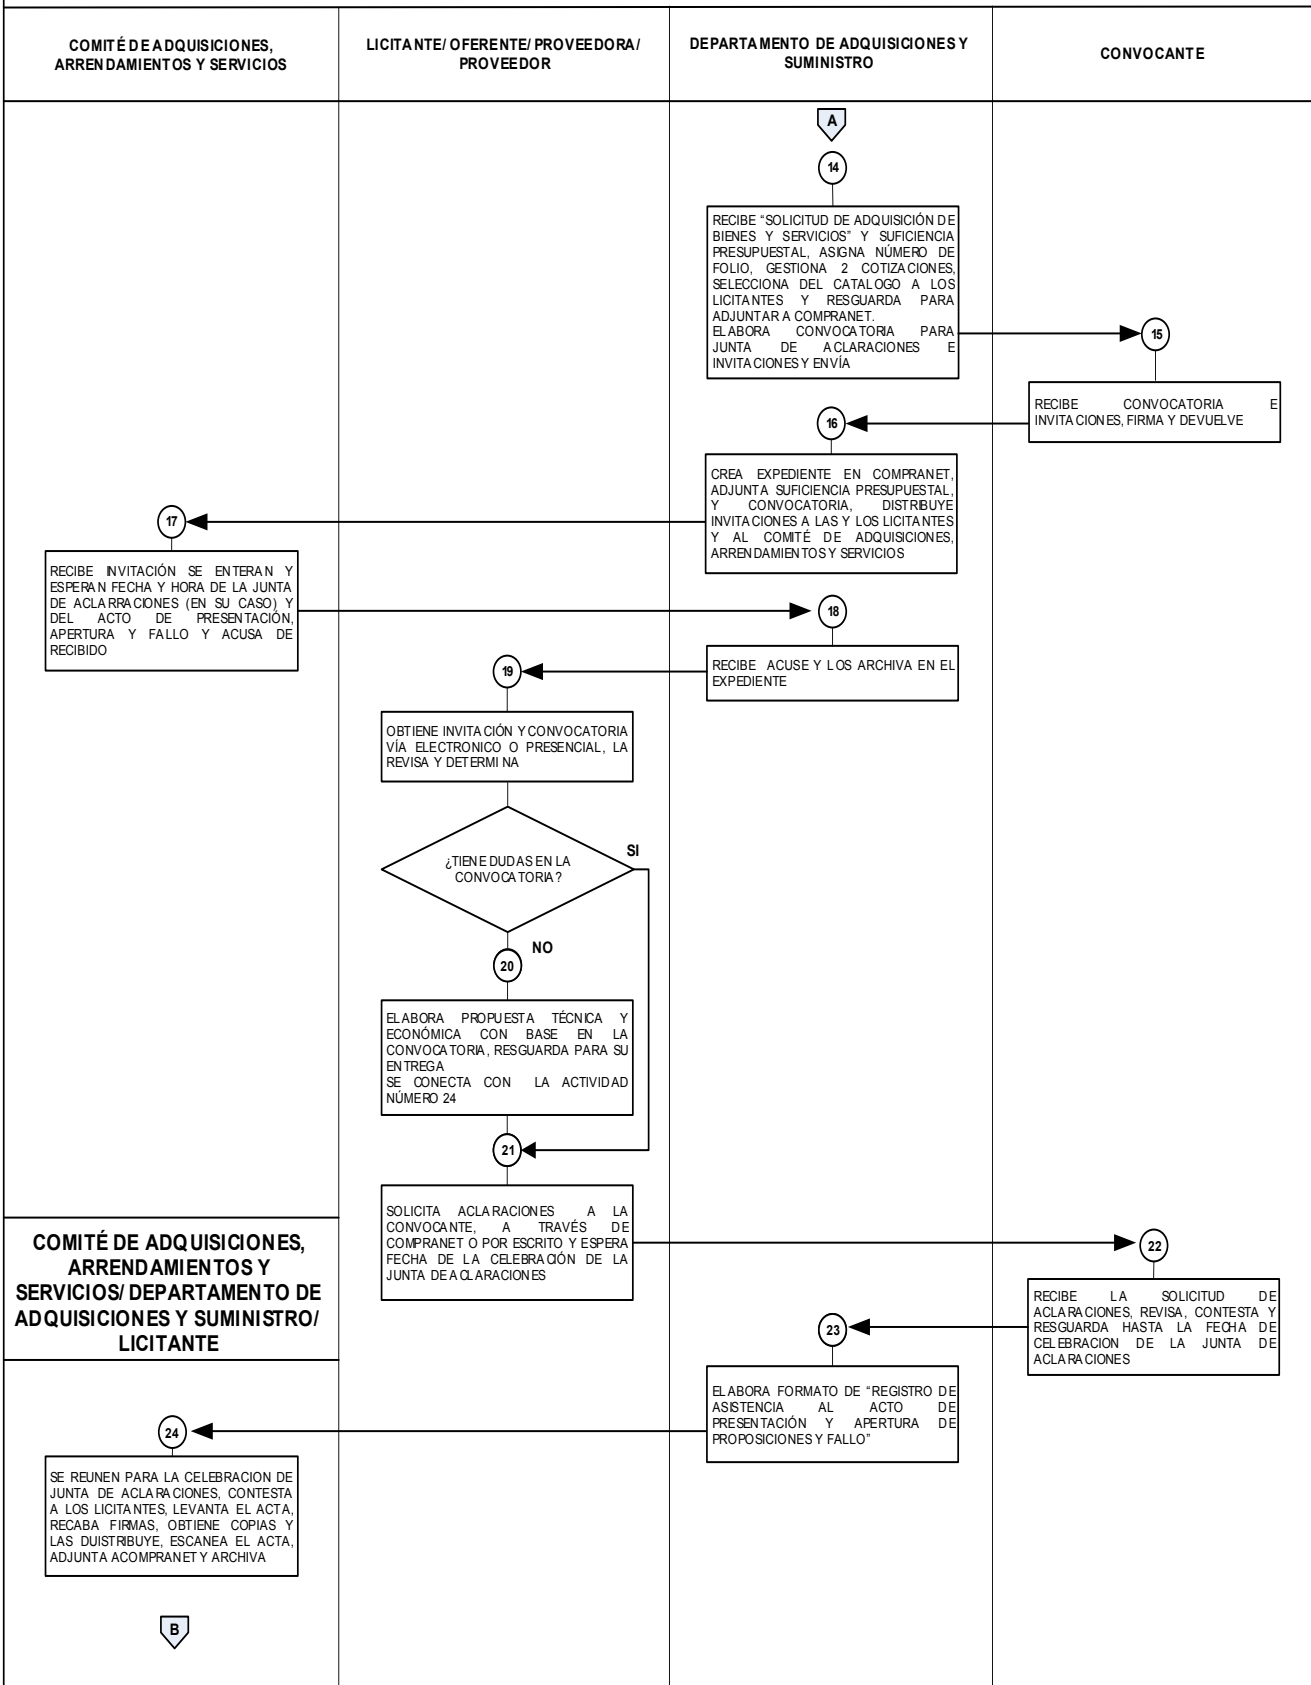 COMITÉ DE ADQUISICIONES,
ARRENDAMIENTOS Y SERVICIOS
LICITANTE/ OFERENTE/ PROVEEDORA/
PROVEEDOR
DEPARTAMENTO DE ADQUISICIONES Y
SUMINISTRO
CONVOCANTE
A
14
RECIBE “SOLICITUD DE ADQUISICIÓN DE
BIENES Y SERVICIOS” Y SUFICIENCIA
PRESUPUESTAL, ASIGNA NÚMERO DE
FOLIO, GESTIONA 2 COTIZACIONES,
SELECCIONA DEL CATALOGO A LOS
LICITANTES Y RESGUARDA PARA
ADJUNTAR A COMPRANET.
ELABORA CONVOCATORIA PARA
JUNTA DE ACLARACIONES E
INVITACIONES Y ENVÍA
15
RECIBE CONVOCATORIA E
INVITACIONES, FIRMA Y DEVUELVE
16
CREA EXPEDIENTE EN COMPRANET,
ADJUNTA SUFICIENCIA PRESUPUESTAL,
Y CONVOCATORIA, DISTRIBUYE
INVITACIONES A LAS Y LOS LICITANTES
Y AL COMITÉ DE ADQUISICIONES,
ARRENDAMIENTOS Y SERVICIOS
17
RECIBE INVITACIÓN SE ENTERAN Y
ESPERAN FECHA Y HORA DE LA JUNTA
DE ACLARRACIONES (EN SU CASO) Y
DEL ACTO DE PRESENTACIÓN,
APERTURA Y FALLO Y ACUSA DE
RECIBIDO
18
RECIBE ACUSE Y LOS ARCHIVA EN EL
EXPEDIENTE
19
OBTIENE INVITACIÓN Y CONVOCATORIA
VÍA ELECTRONICO O PRESENCIAL, LA
REVISA Y DETERMINA
¿TIENE DUDAS EN LA
CONVOCATORIA?
SI
NO
20
ELABORA PROPUESTA TÉCNICA Y
ECONÓMICA CON BASE EN LA
CONVOCATORIA, RESGUARDA PARA SU
ENTREGA
SE CONECTA CON LA ACTIVIDAD
NÚMERO 24
21
SOLICITA ACLARACIONES A LA
CONVOCANTE, A TRAVÉS DE
COMPRANET O POR ESCRITO Y ESPERA
FECHA DE LA CELEBRACIÓN DE LA
JUNTA DE ACLARACIONES
22
RECIBE LA SOLICITUD DE
ACLARACIONES, REVISA, CONTESTA Y
RESGUARDA HASTA LA FECHA DE
CELEBRACION DE LA JUNTA DE
ACLARACIONES
23
ELABORA FORMATO DE “REGISTRO DE
ASISTENCIA AL ACTO DE
PRESENTACIÓN Y APERTURA DE
PROPOSICIONES Y FALLO”
COMITÉ DE ADQUISICIONES,
ARRENDAMIENTOS Y
SERVICIOS/ DEPARTAMENTO DE
ADQUISICIONES Y SUMINISTRO/
LICITANTE
24
SE REUNEN PARA LA CELEBRACION DE
JUNTA DE ACLARACIONES, CONTESTA
A LOS LICITANTES, LEVANTA EL ACTA,
RECABA FIRMAS, OBTIENE COPIAS Y
LAS DUISTRIBUYE, ESCANEA EL ACTA,
ADJUNTA ACOMPRANET Y ARCHIVA
B